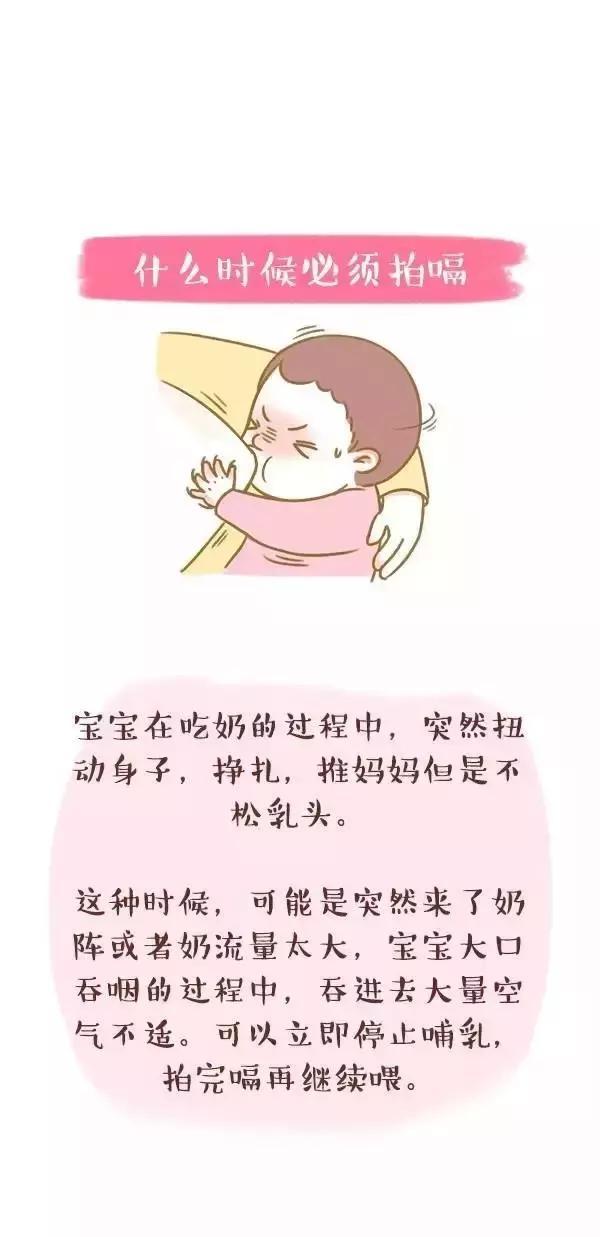 什么时候必须拍嗝
宝宝在吃奶的过程中，突然扭
动身子，挣扎，推妈妈但是不
松乳头。
这种时候，可能是突然来了奶
阵或者奶流量太大，宝宝大口
吞咽的过程中，吞进去大量空
气不适。可以立即停止哺乳，
拍完嗝再继续喂。